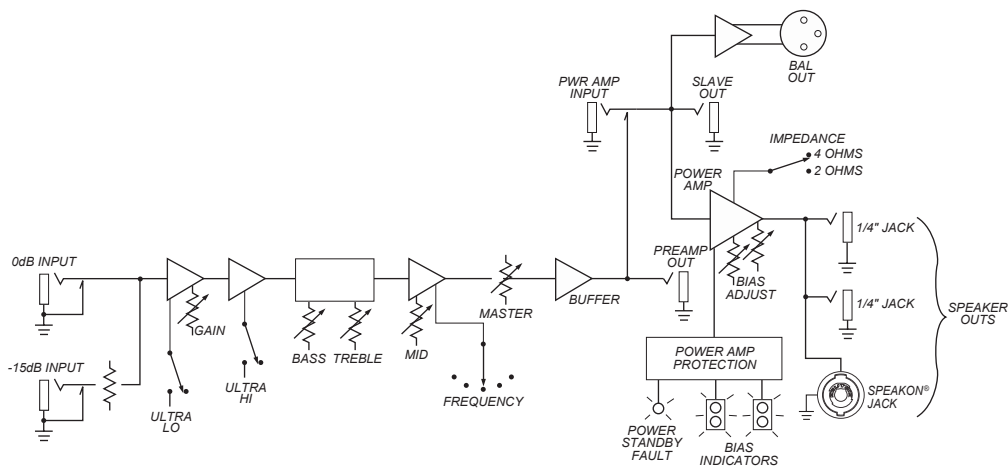 BAL
OUT
PWR AMP
INPUT
SLAVE
OUT
IMPEDANCE
4 OHMS
2 OHMS
POWER
AMP
1/4" JACK
0dB INPUT
PREAMP
OUT
BUFFER
MASTER
BIAS
ADJUST
GAIN
1/4" JACK
SPEAKER
OUTS
BASS
TREBLE
MID
-15dB INPUT
ULTRA
HI
FREQUENCY
POWER AMP
PROTECTION
SPEAKON®
JACK
ULTRA
LO
POWER
STANDBY
FAULT
BIAS
INDICATORS